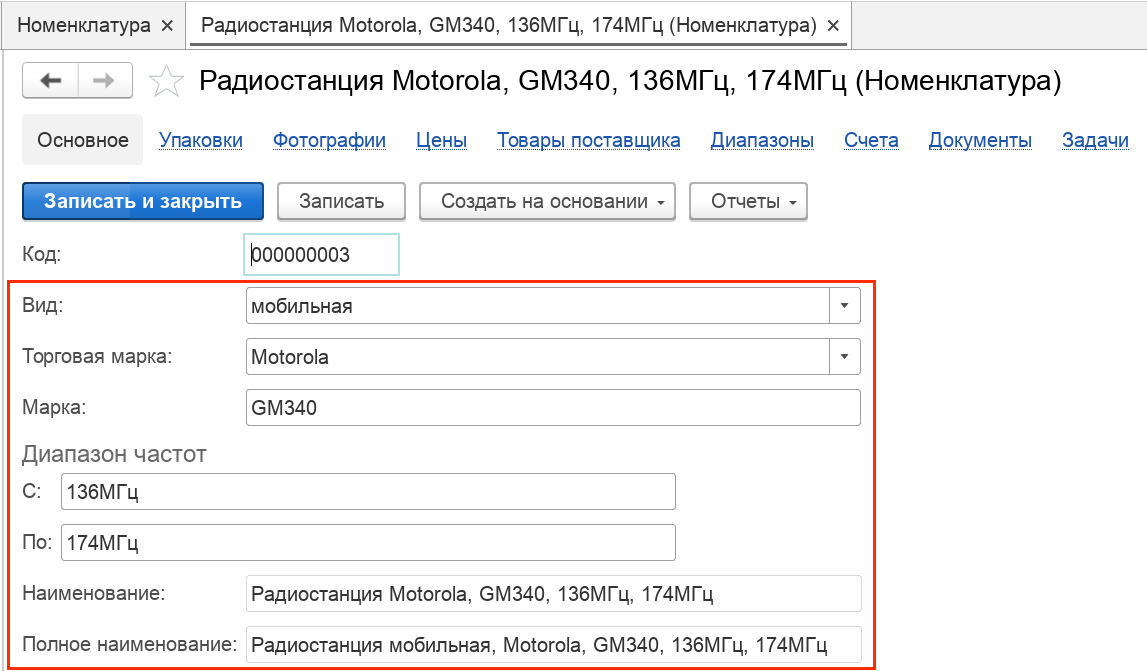 Номенклатура × Радиостанция Motorola, GM340, 136МГц, 174МГц (Номенклатура) ×
Радиостанция Motorola, GM340, 136МГц, 174МГц (Номенклатура)
Основное Упаковки Фотографии Цены Товары поставщика Диапазоны Счета Документы Задачи
Записать и закрыть Записать Создать на основании Отчеты
Код: 000000003
Вид: мобильная
Торговая марка: Motorola
Марка: GM340
Диапазон частот
С: 136МГц
По: 174МГц
Наименование: Радиостанция Motorola, GM340, 136МГц, 174МГц
Полное наименование: Радиостанция мобильная, Motorola, GM340, 136МГц, 174МГц